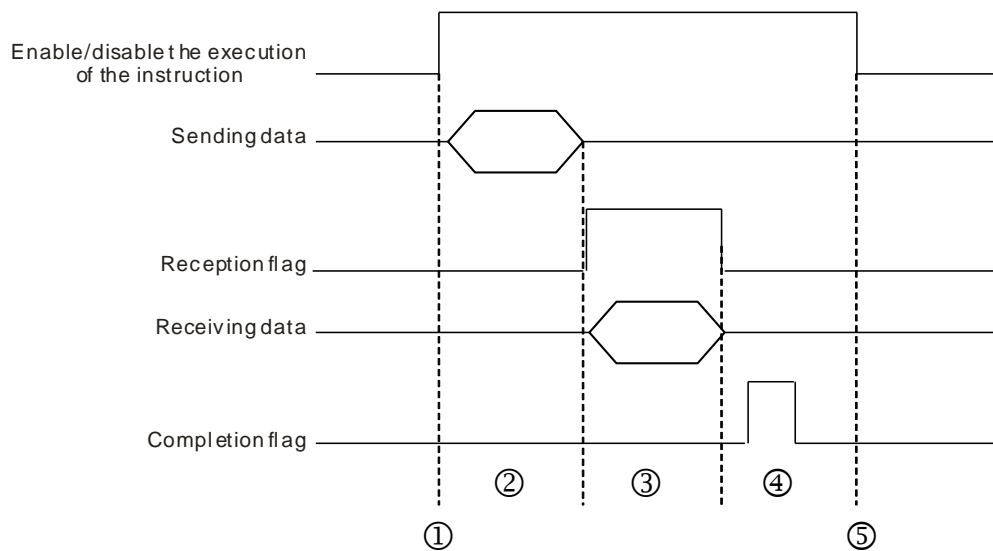 Enable/disable the execution
of the instruction
Sending data
Reception flag
Receiving data
Completion flag
② ③ ④
① ⑤